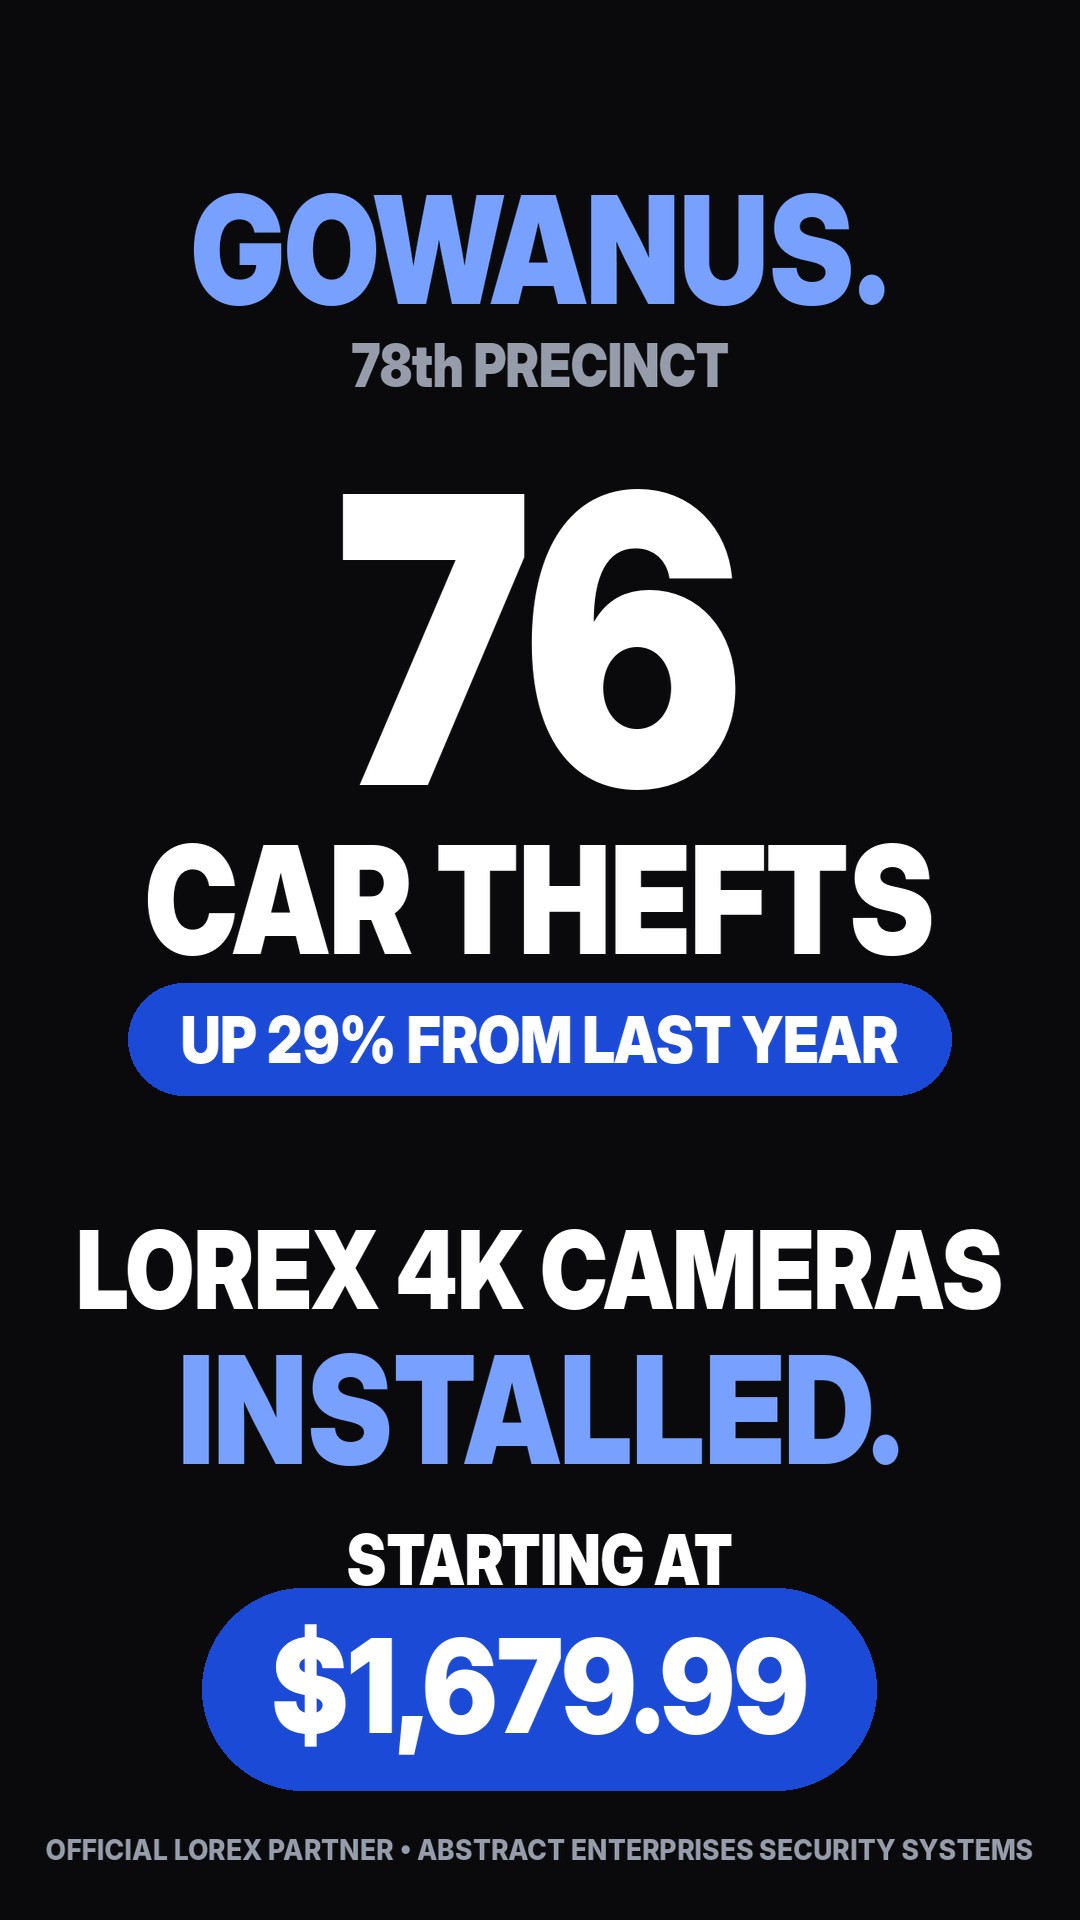 GOWANUS.
78th PRECINCT
76
CAR THEFTS
UP 29% FROM LAST YEAR
LOREX 4K CAMERAS
INSTALLED.
STARTING AT
$1,679.99
OFFICIAL LOREX PARTNER • ABSTRACT ENTERPRISES SECURITY SYSTEMS